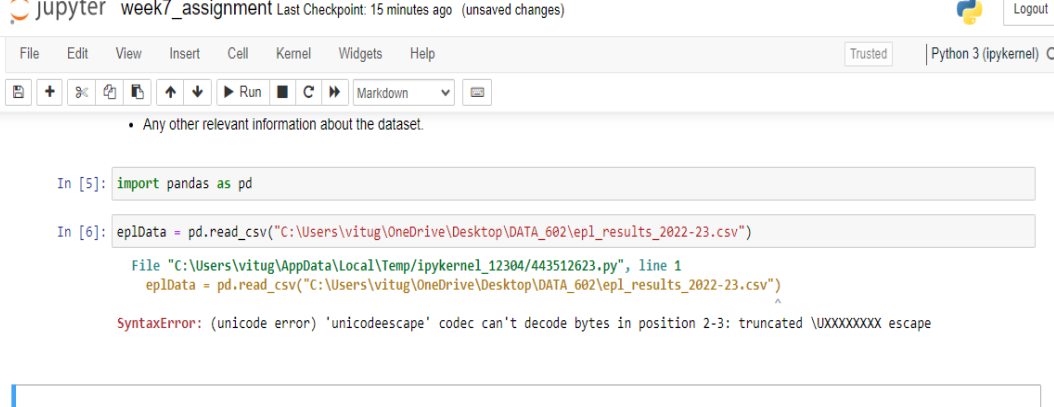 jupyter week7_assignment Last Checkpoint: 15 minutes ago (unsaved changes) Logout
File Edit View Insert Cell Kernel Widgets Help Trusted Python 3 (ipykernel)
Run Markdown
• Any other relevant information about the dataset.
In [5]: import pandas as pd
In [6]: eplData = pd.read_csv("C:\Users\vitug\OneDrive\Desktop\DATA_602\epl_results_2022-23.csv")
File "C:\Users\vitug\AppData\Local\Temp/ipykernel_12304/443512623.py", line 1
eplData = pd.read_csv("C:\Users\vitug\OneDrive\Desktop\DATA_602\epl_results_2022-23.csv")
^
SyntaxError: (unicode error) 'unicodeescape' codec can't decode bytes in position 2-3: truncated \UXXXXXXXX escape